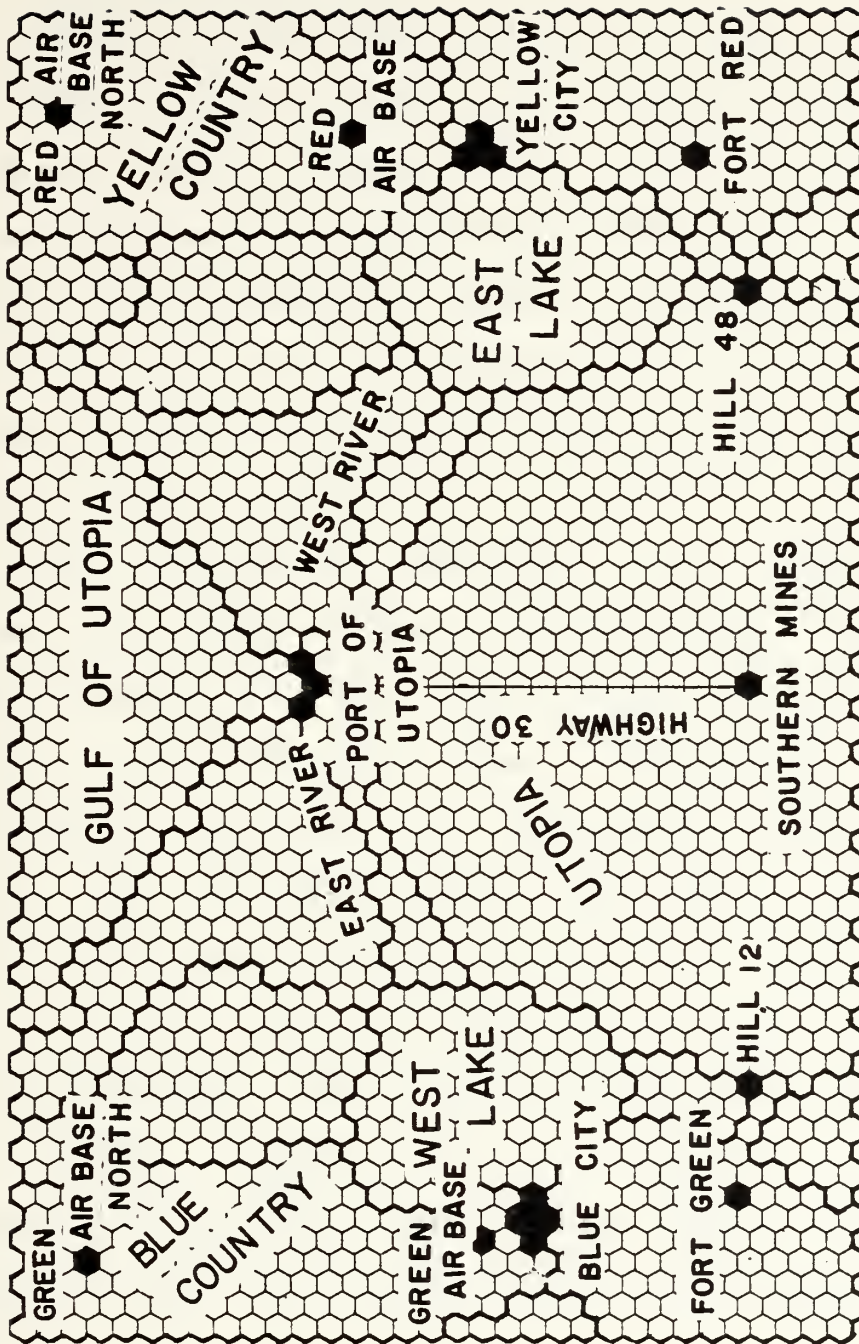 GREEN
AIR BASE
NORTH
BLUE
COUNTRY
GULF OF UTOPIA
RED AIR
BASE
NORTH
YELLOW
COUNTRY
EAST RIVER
PORT OF
UTOPIA
WEST RIVER
RED
AIR BASE
GREEN
AIR BASE
WEST
LAKE
BLUE CITY
UTOPIA
HIGHWAY 30
EAST
LAKE
YELLOW
CITY
FORT GREEN
HILL 12
SOUTHERN MINES
HILL 48
FORT RED